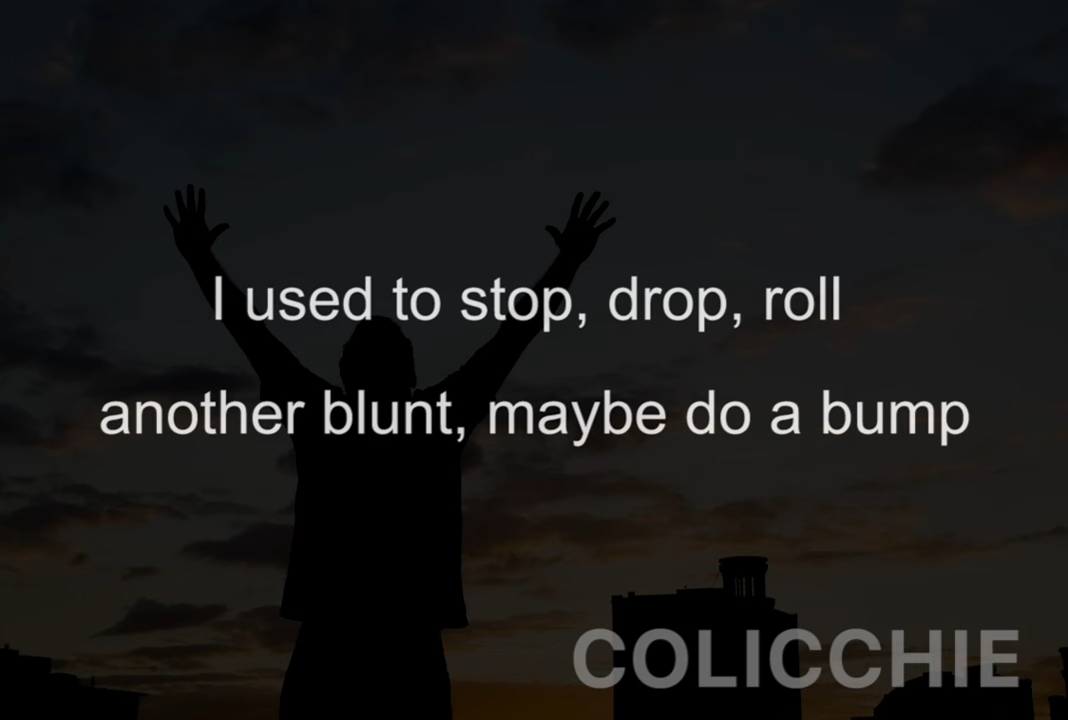 I used to stop, drop, roll
another blunt, maybe do a bump
COLICCHIE